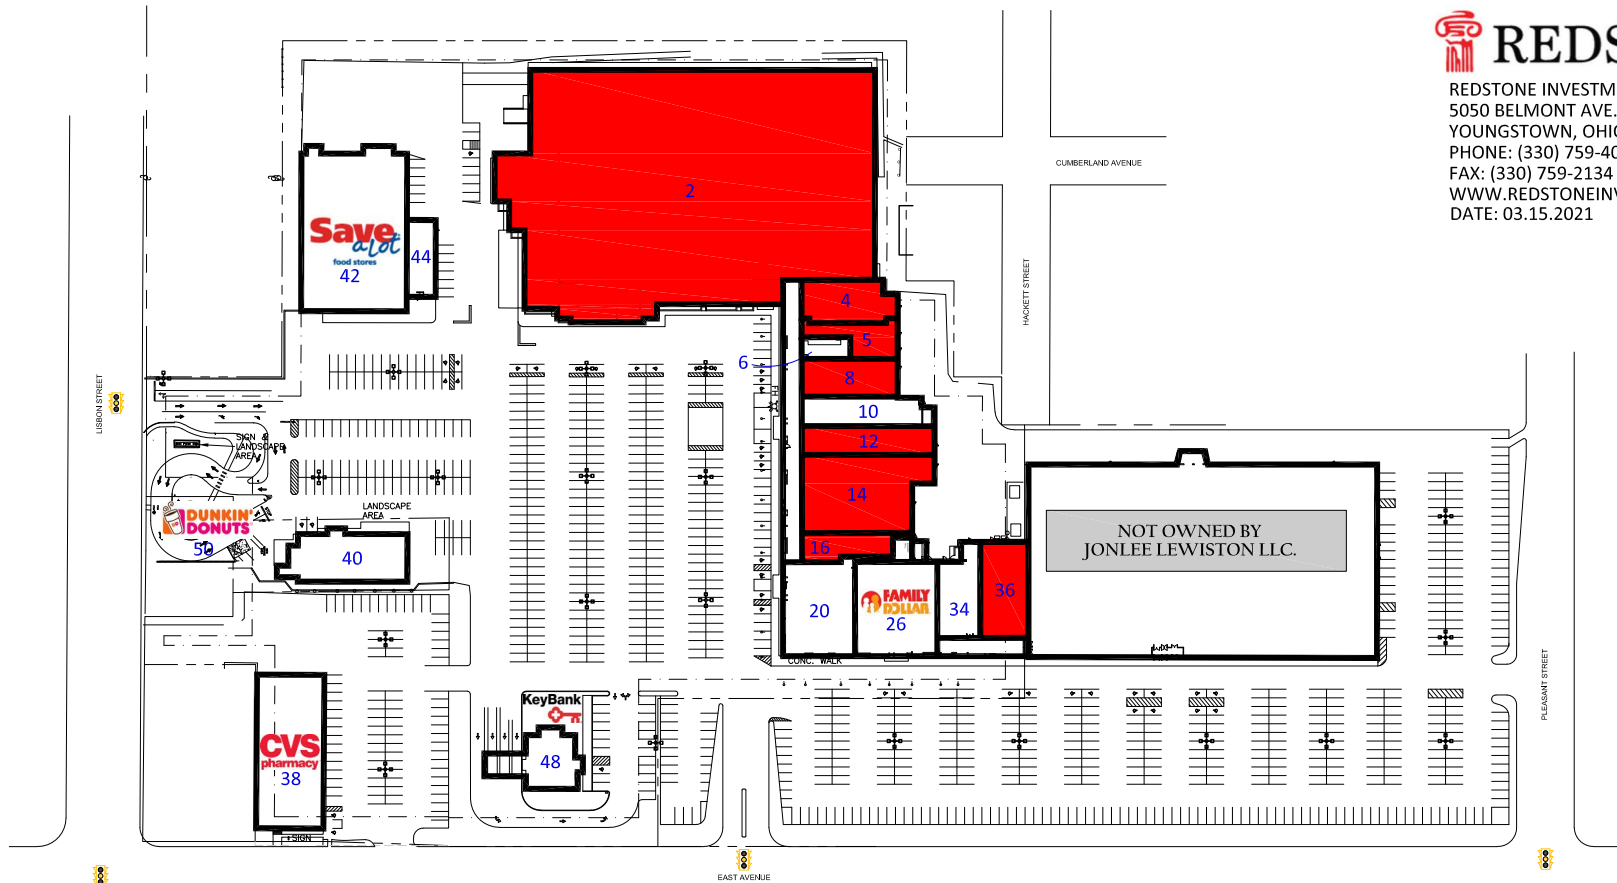 REDS
REDSTONE INVESTM
5050 BELMONT AVE.
YOUNGSTOWN, OHIO
PHONE: (330) 759-40
FAX: (330) 759-2134
WWW.REDSTONEINV
DATE: 03.15.2021
CUMBERLAND AVENUE
HACKETT STREET
LISBON STREET
PLEASANT STREET
EAST AVENUE
2
Save
a lot
food stores
42
44
4
5
6
8
10
12
14
16
FH
SIGN &
LANDSCAPE
AREA
LANDSCAPE
AREA
DUNKIN'
DONUTS
50
40
20
FAMILY
DOLLAR
26
34
36
NOT OWNED BY
JONLEE LEWISTON LLC.
CONC. WALK
KeyBank
48
CVS
pharmacy
38
SIGN